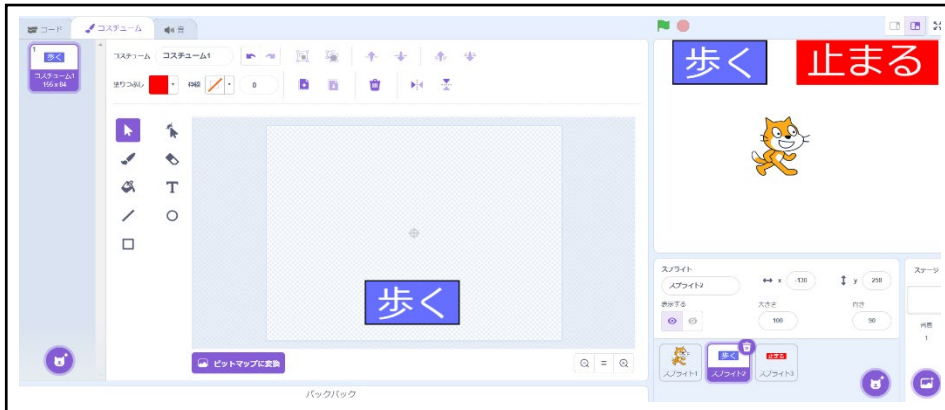 コード コスチューム 音
1
歩く
コスチューム1
155 x 84
コスチューム コスチューム1
塗りつぶし 枠線 0
T
歩く
ビットマップに変換
バックパック
歩く 止まる
スプライト
スプライト2 x -130 y 250
表示する 大きさ 向き
100 90
歩く 止まる
スプライト1 スプライト2 スプライト3
ステージ
背景
1